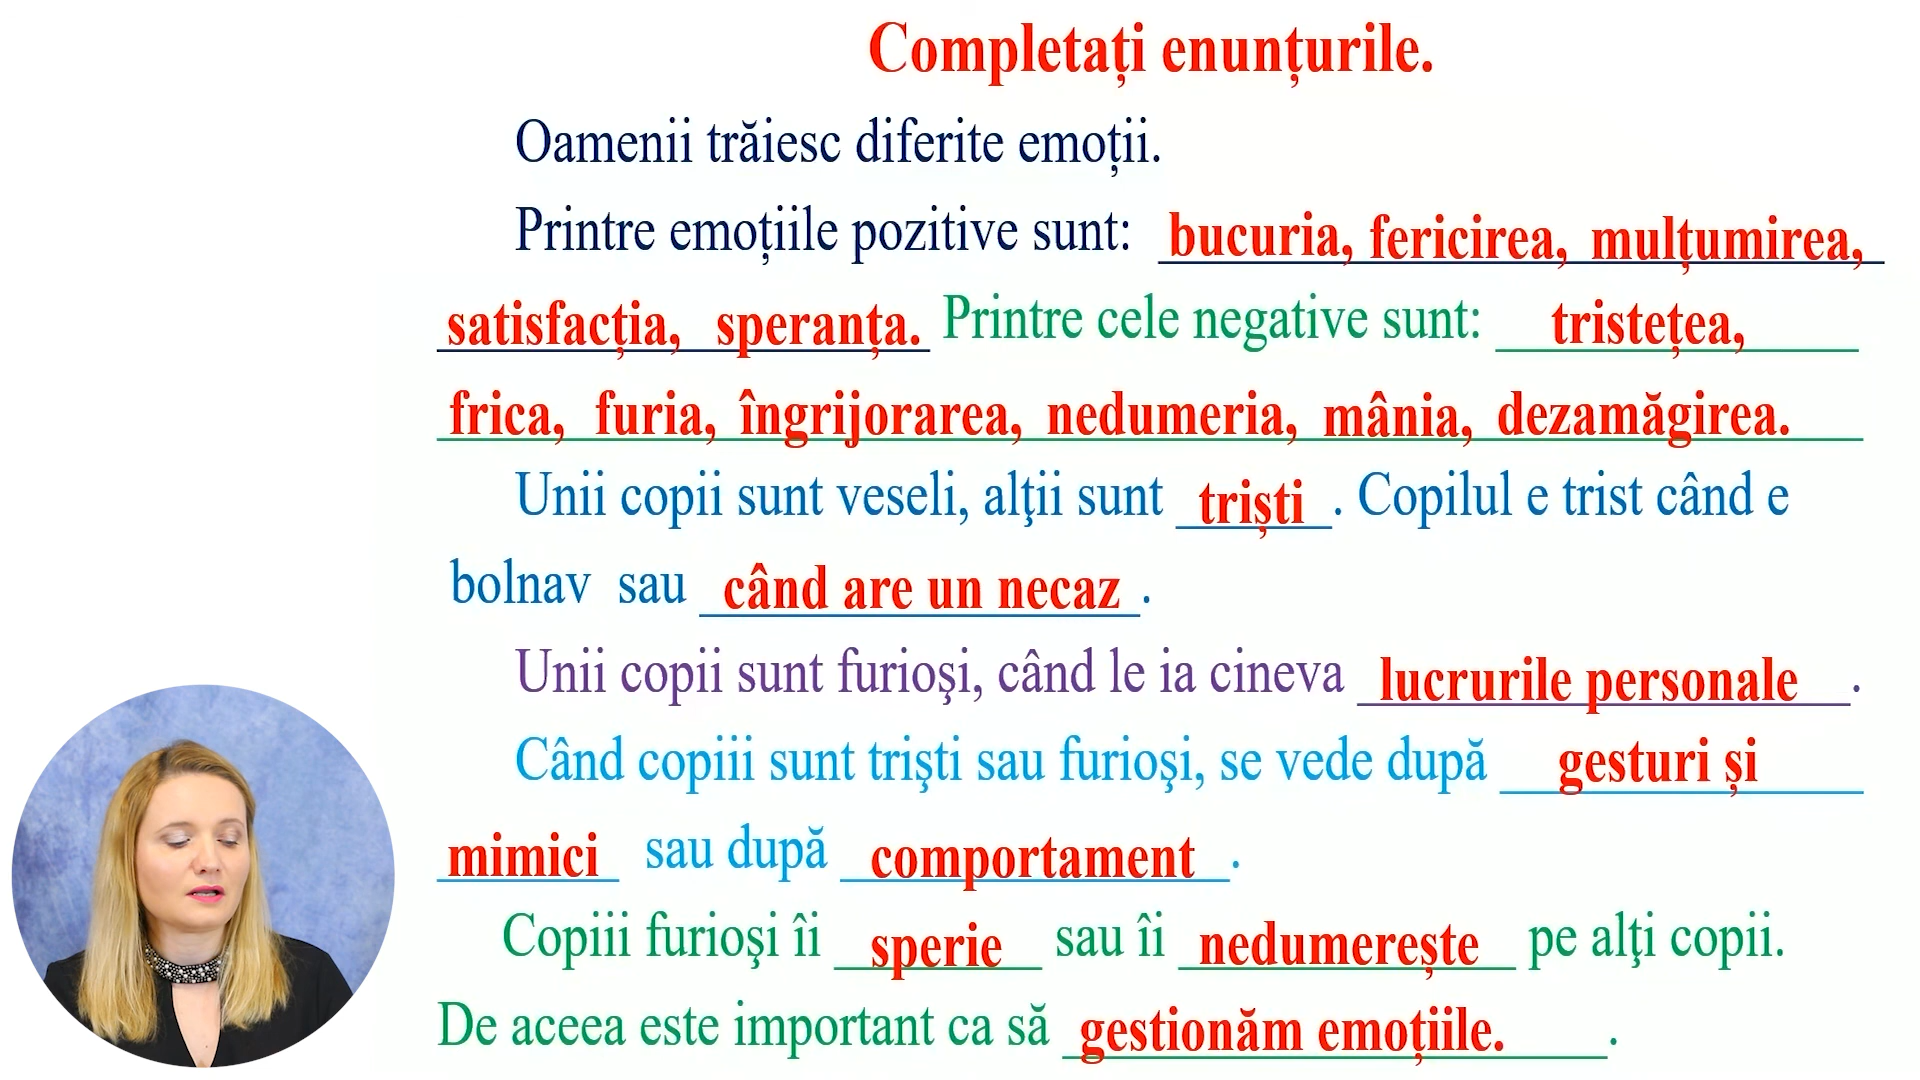 Completați enunțurile.
Oamenii trăiesc diferite emoții.
Printre emoțiile pozitive sunt: bucuria, fericirea, mulțumirea,
satisfacția, speranța. Printre cele negative sunt: tristețea,
frica, furia, îngrijorarea, nedumeria, mânia, dezamăgirea.
Unii copii sunt veseli, alţii sunt triști. Copilul e trist când e
bolnav sau când are un necaz.
Unii copii sunt furioşi, când le ia cineva lucrurile personale.
Când copiii sunt trişti sau furioşi, se vede după gesturi și
mimici sau după comportament.
Copiii furioşi îi sperie sau îi nedumerește pe alţi copii.
De aceea este important ca să gestionăm emoțiile. .